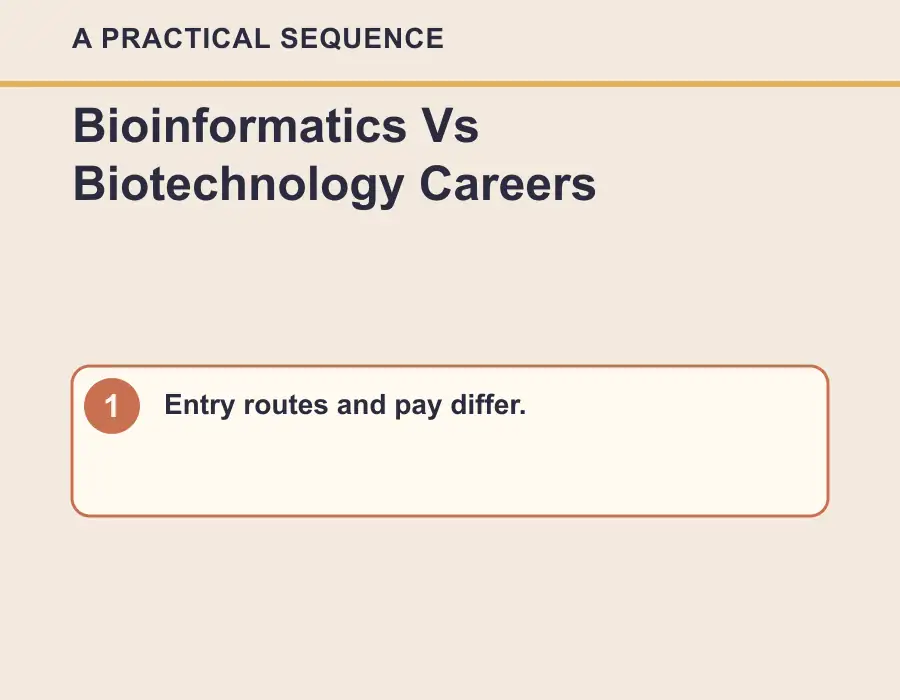 A PRACTICAL SEQUENCE
Bioinformatics Vs
Biotechnology Careers
1
Entry routes and pay differ.